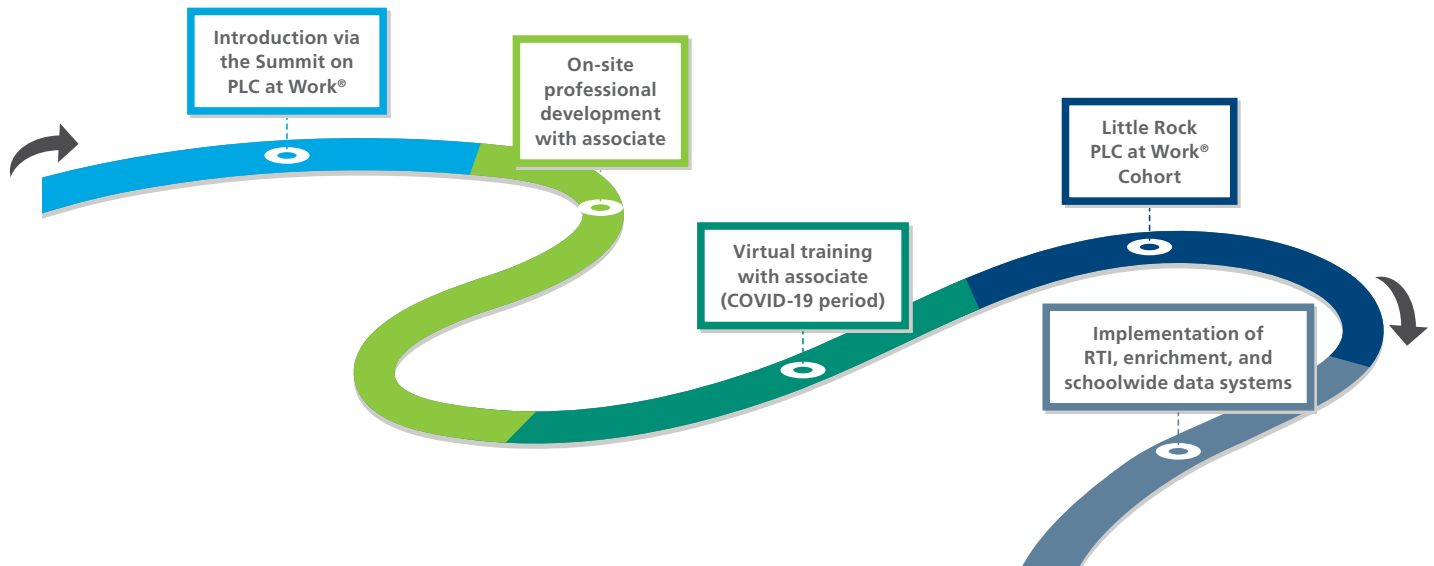 Introduction via
the Summit on
PLC at Work®
On-site
professional
development
with associate
Virtual training
with associate
(COVID-19 period)
Little Rock
PLC at Work®
Cohort
Implementation of
RTI, enrichment, and
schoolwide data systems